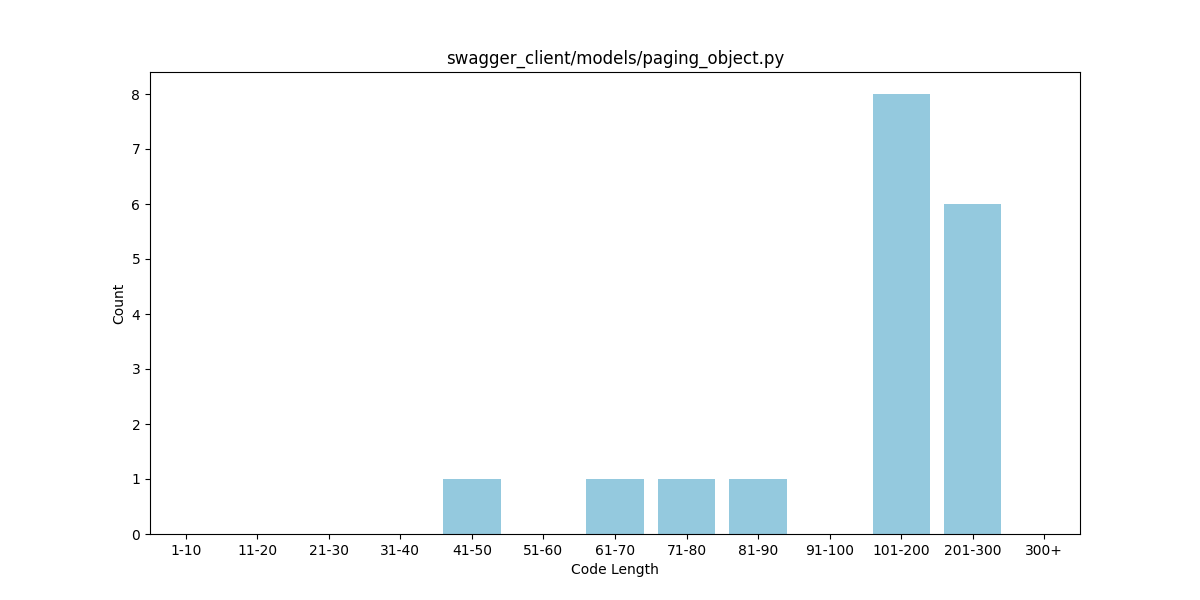 swagger_client/models/paging_object.py
8
7
6
5
4
3
2
1
0
Count
1-10 11-20 21-30 31-40 41-50 51-60 61-70 71-80 81-90 91-100 101-200 201-300 300+
Code Length